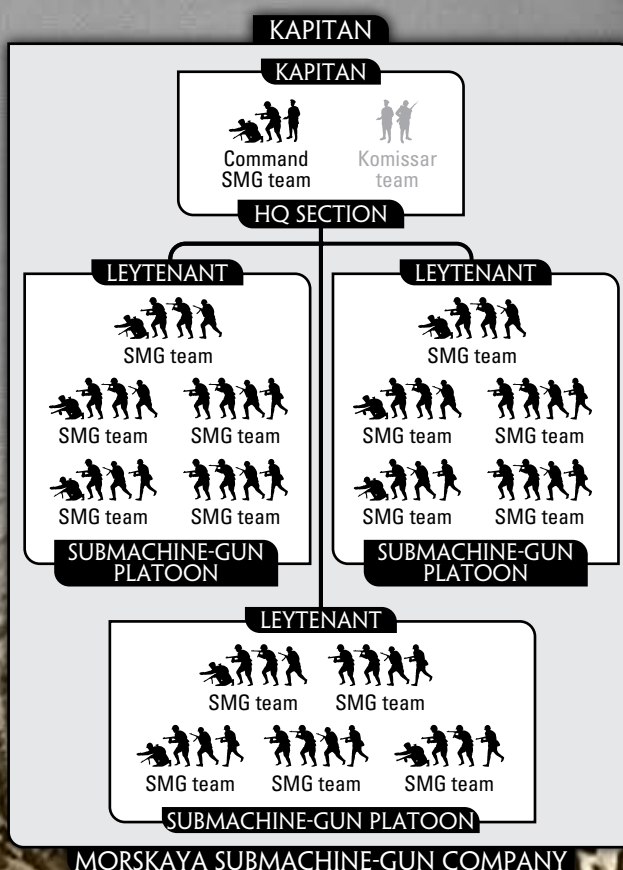 KAPITAN
KAPITAN
Command
SMG team
Komissar
team
HQ SECTION
LEYTENANT
SMG team
SMG team SMG team
SMG team SMG team
SUBMACHINE-GUN
PLATOON
LEYTENANT
SMG team
SMG team SMG team
SMG team SMG team
SUBMACHINE-GUN
PLATOON
LEYTENANT
SMG team SMG team
SMG team SMG team SMG team
SUBMACHINE-GUN PLATOON
MORSKAYA SUBMACHINE-GUN COMPANY